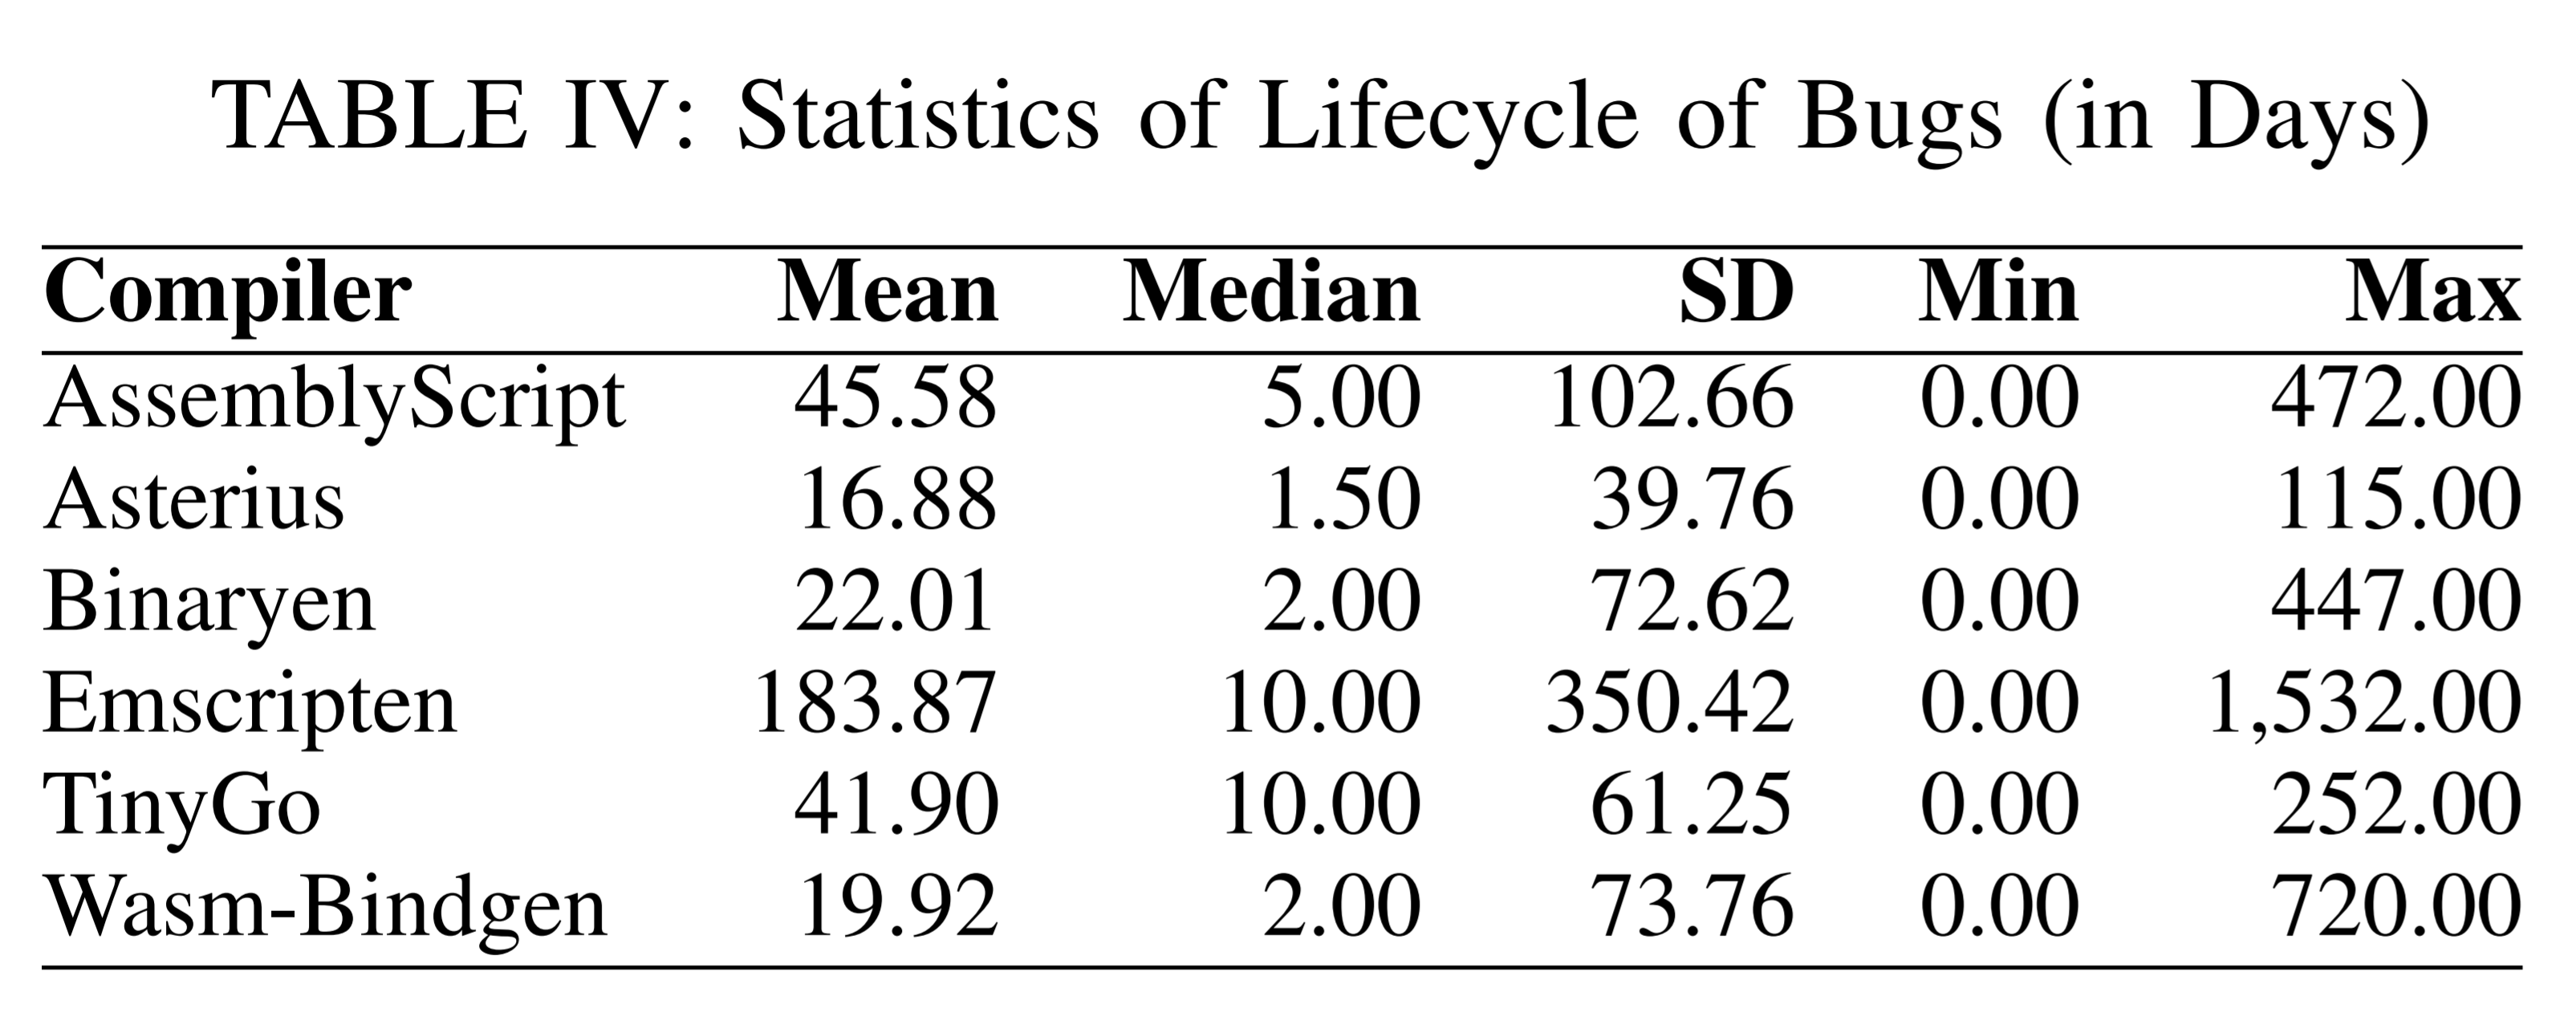 TABLE IV: Statistics of Lifecycle of Bugs (in Days)
Compiler Mean Median SD Min Max
AssemblyScript 45.58 5.00 102.66 0.00 472.00
Asterius 16.88 1.50 39.76 0.00 115.00
Binaryen 22.01 2.00 72.62 0.00 447.00
Emscripten 183.87 10.00 350.42 0.00 1,532.00
TinyGo 41.90 10.00 61.25 0.00 252.00
Wasm-Bindgen 19.92 2.00 73.76 0.00 720.00